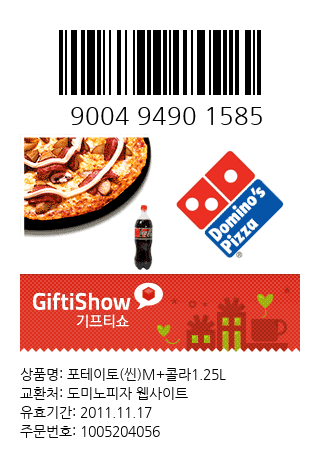 9004 9490 1585
Domino's
Pizza
®
GiftiShow
기프티쇼
상품명: 포테이토(씬)M+콜라1.25L
교환처: 도미노피자 웹사이트
유효기간: 2011.11.17
주문번호: 1005204056